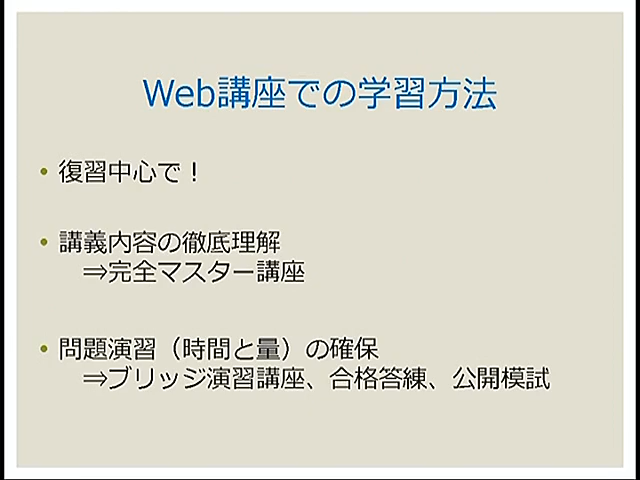 Web講座での学習方法
• 復習中心で！
• 講義内容の徹底理解
⇒完全マスター講座
• 問題演習（時間と量）の確保
⇒ブリッジ演習講座、合格答練、公開模試